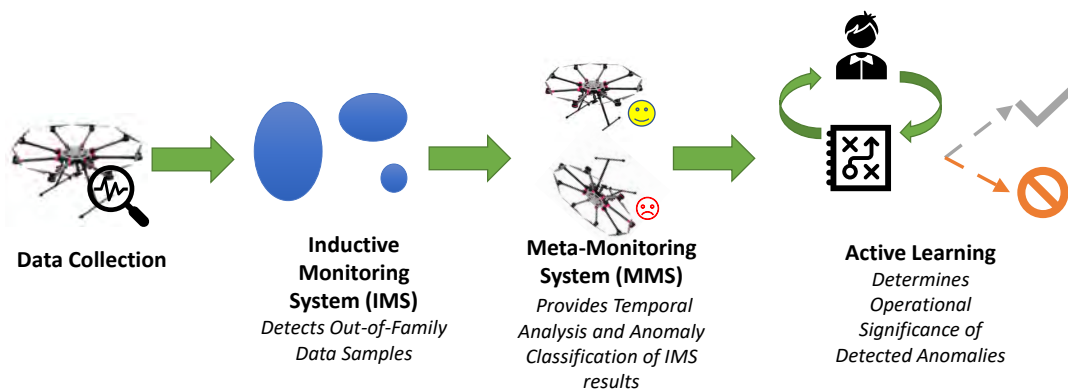 Data Collection
Inductive
Monitoring
System (IMS)
Detects Out-of-Family
Data Samples
Meta-Monitoring
System (MMS)
Provides Temporal
Analysis and Anomaly
Classification of IMS
results
Active Learning
Determines
Operational
Significance of
Detected Anomalies